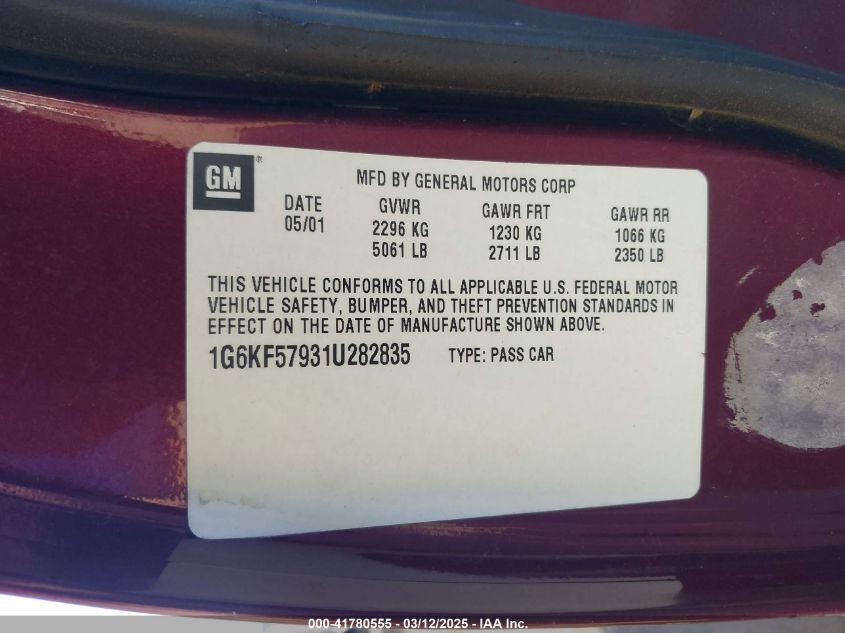 GM®
MFD BY GENERAL MOTORS CORP
DATE GVWR GAWR FRT GAWR RR
05/01 2296 KG 1230 KG 1066 KG
5061 LB 2711 LB 2350 LB
THIS VEHICLE CONFORMS TO ALL APPLICABLE U.S. FEDERAL MOTOR
VEHICLE SAFETY, BUMPER, AND THEFT PREVENTION STANDARDS IN
EFFECT ON THE DATE OF MANUFACTURE SHOWN ABOVE.
1G6KF57931U282835 TYPE: PASS CAR
000-41780555 - 03/12/2025 - IAA Inc.